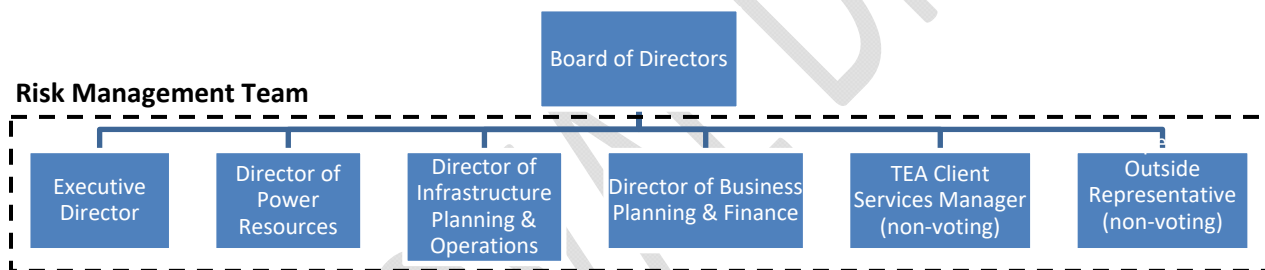 Board of Directors
Risk Management Team
Executive
Director
Director of
Power
Resources
Director of
Infrastructure
Planning &
Operations
Director of Business
Planning & Finance
TEA Client
Services Manager
(non-voting)
Outside
Representative
(non-voting)